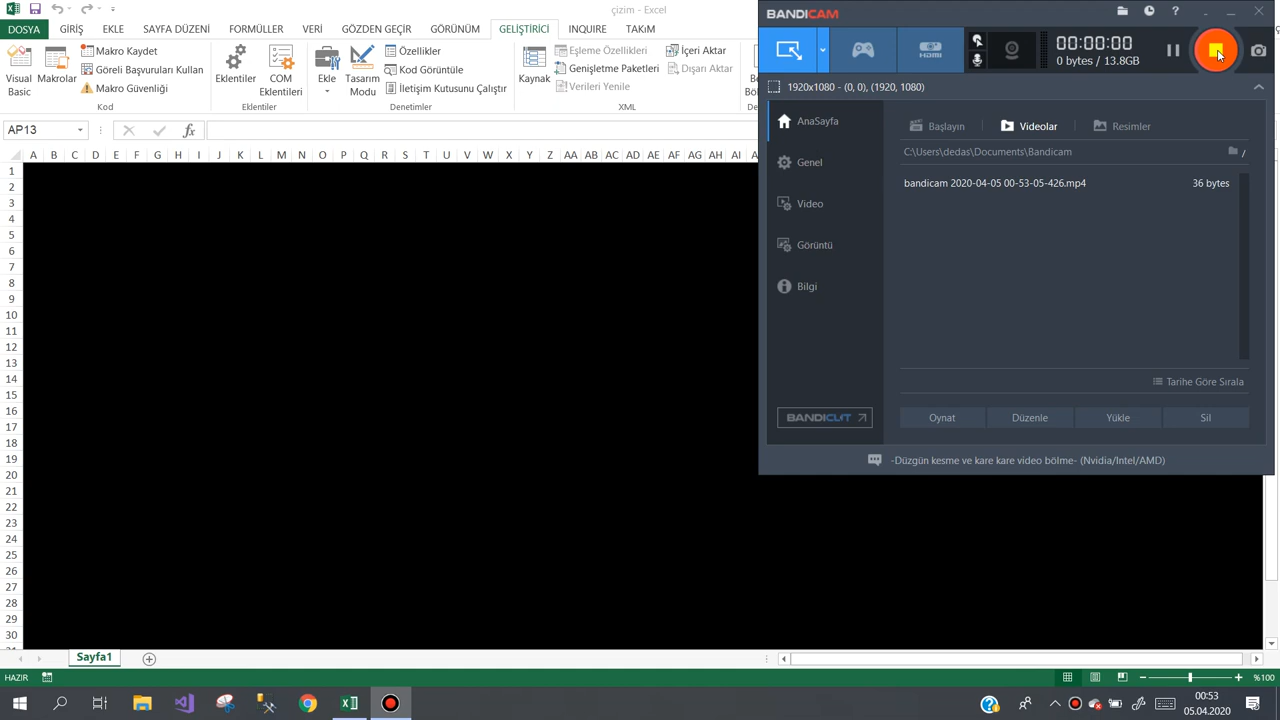 çizim - Excel
DOSYA GİRİŞ EKLE SAYFA DÜZENİ FORMÜLLER VERİ GÖZDEN GEÇİR GÖRÜNÜM GELİŞTİRİCİ INQUIRE TAKIM
Visual Basic
Makrolar
Makro Kaydet
Göreli Başvuruları Kullan
Makro Güvenliği
Kod
Eklentiler
COM Eklentileri
Eklentiler
Ekle
Tasarım Modu
Özellikler
Kod Görüntüle
İletişim Kutusunu Çalıştır
Denetimler
Kaynak
Eşleme Özellikleri
Genişletme Paketleri
Verileri Yenile
İçeri Aktar
Dışarı Aktar
XML
AP13
A B C D E F G H I J K L M N O P Q R S T U V W X Y Z AA AB AC AD AE AF AG AH AI
1
2
3
4
5
6
7
8
9
10
11
12
13
14
15
16
17
18
19
20
21
22
23
24
25
26
27
28
29
30
Sayfa1
HAZIR
%100
BANDICAM
HDMI
00:00:00
0 bytes / 13.8GB
1920x1080 - (0, 0), (1920, 1080)
AnaSayfa
Genel
Video
Görüntü
Bilgi
BANDICUT
Başlayın Videolar Resimler
C:\Users\dedas\Documents\Bandicam /
bandicam 2020-04-05 00-53-05-426.mp4 36 bytes
Tarihe Göre Sırala
Oynat Düzenle Yükle Sil
-Düzgün kesme ve kare kare video bölme- (Nvidia/Intel/AMD)
00:53
05.04.2020